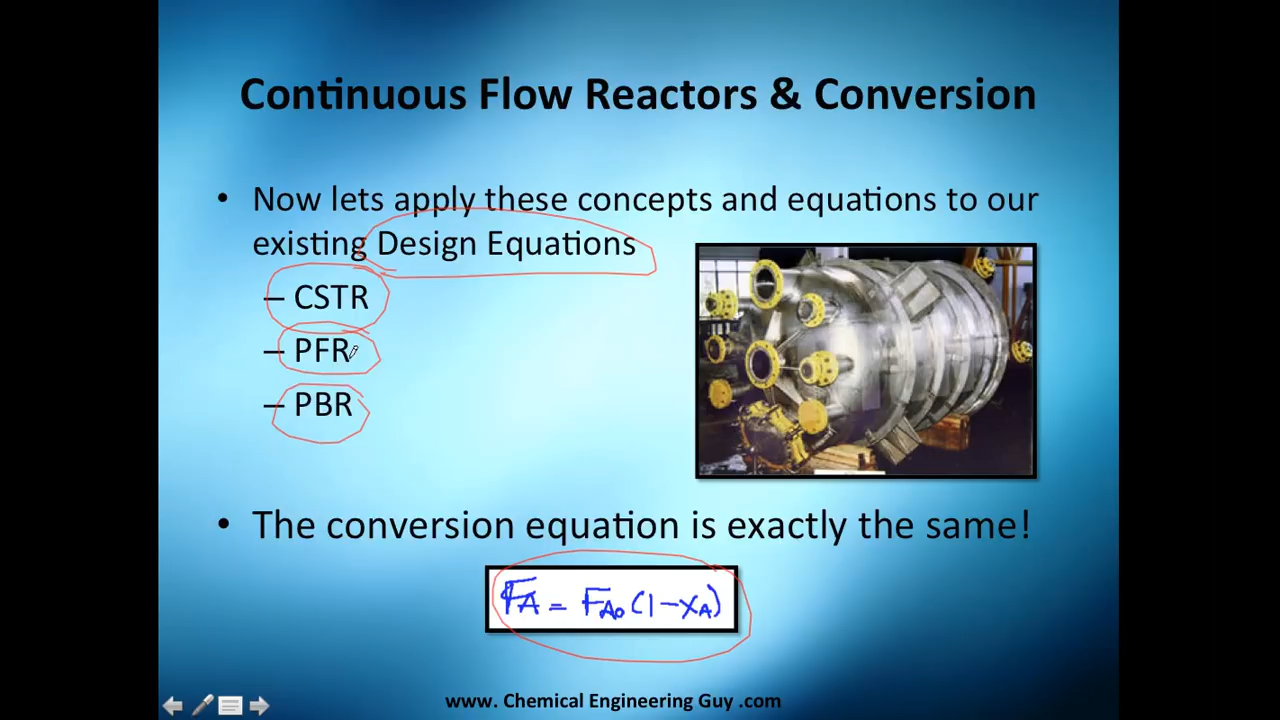 Continuous Flow Reactors & Conversion
• Now lets apply these concepts and equations to our
existing Design Equations
– CSTR
– PFR
– PBR
• The conversion equation is exactly the same!
FA = FA0 (1-xA)
www. Chemical Engineering Guy .com